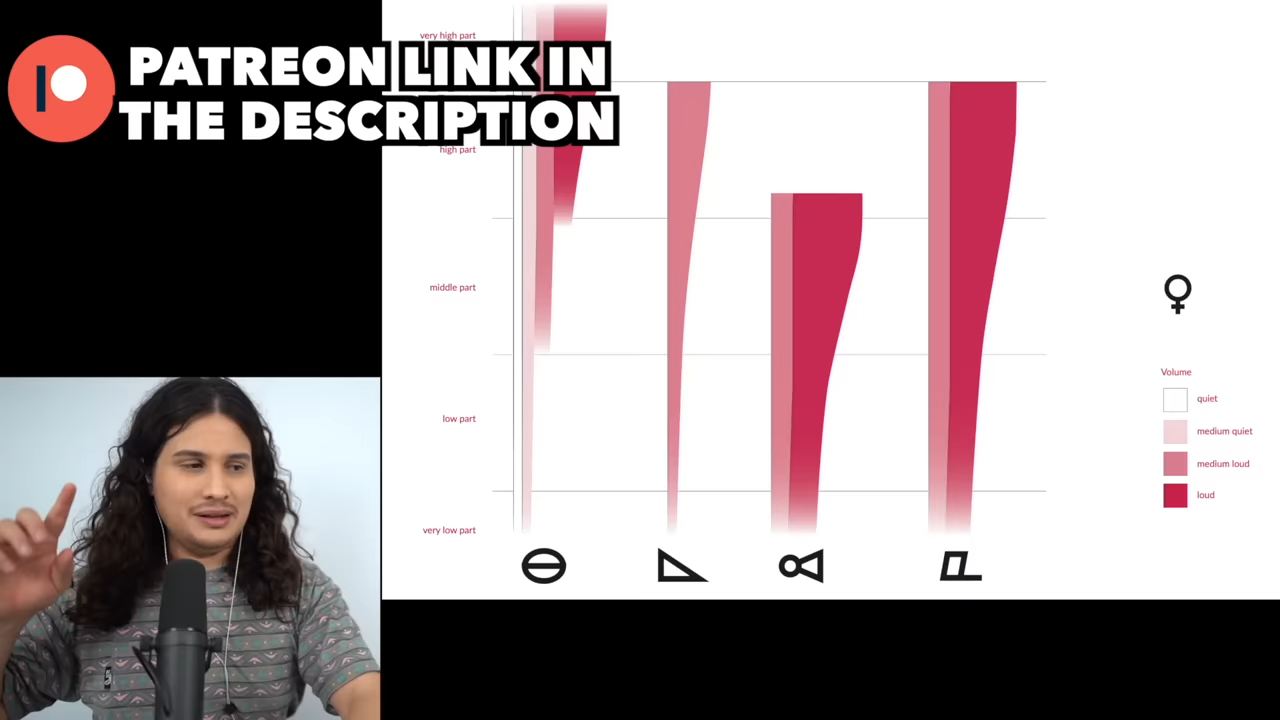 very high part
PATREON LINK IN
THE DESCRIPTION
high part
middle part
low part
very low part
Volume
quiet
medium quiet
medium loud
loud